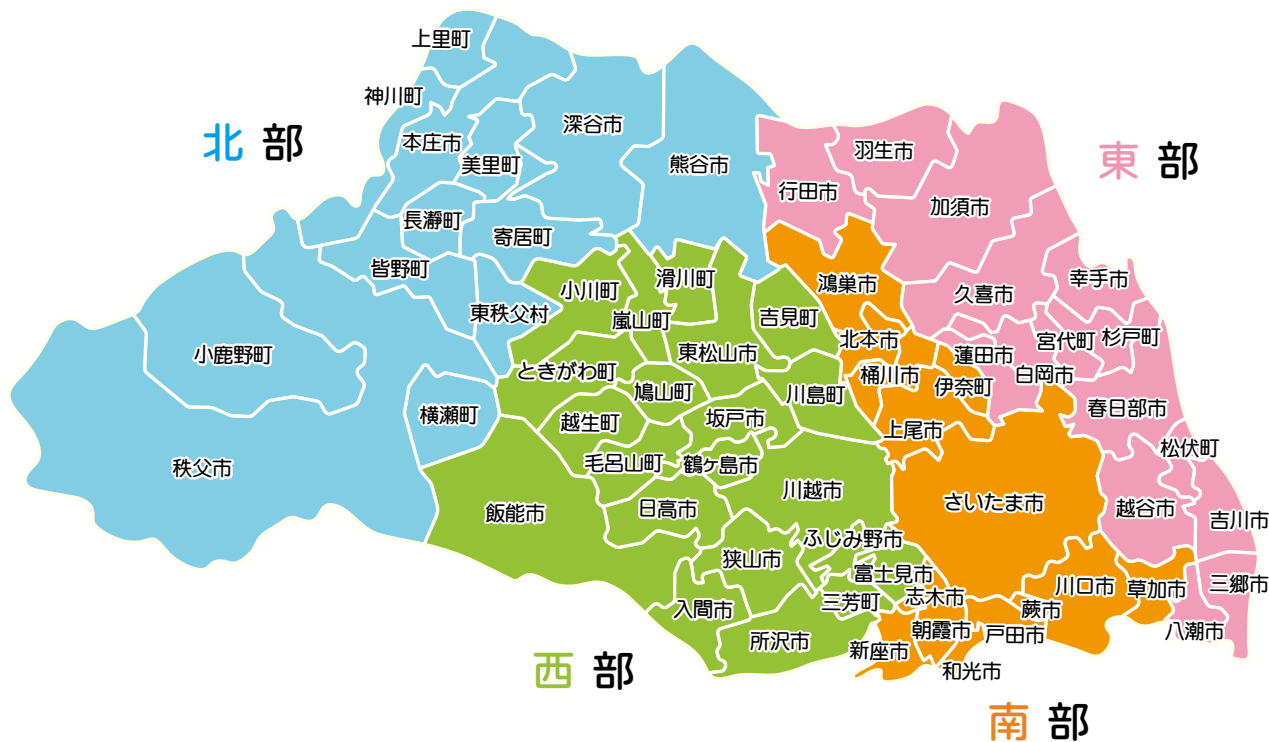 上里町
神川町
北部
本庄市
美里町
深谷市
熊谷市
長瀞町
寄居町
皆野町
東秩父村
小鹿野町
横瀬町
秩父市
東部
羽生市
行田市
加須市
久喜市
幸手市
宮代町
杉戸町
蓮田市
白岡市
春日部市
松伏町
越谷市
吉川市
三郷市
八潮市
小川町
滑川町
嵐山町
吉見町
東松山市
ときがわ町
鳩山町
川島町
越生町
坂戸市
毛呂山町
鶴ヶ島市
川越市
日高市
飯能市
狭山市
ふじみ野市
富士見市
三芳町
入間市
所沢市
西部
鴻巣市
北本市
桶川市
伊奈町
上尾市
さいたま市
川口市
草加市
志木市
蕨市
朝霞市
戸田市
新座市
和光市
南部